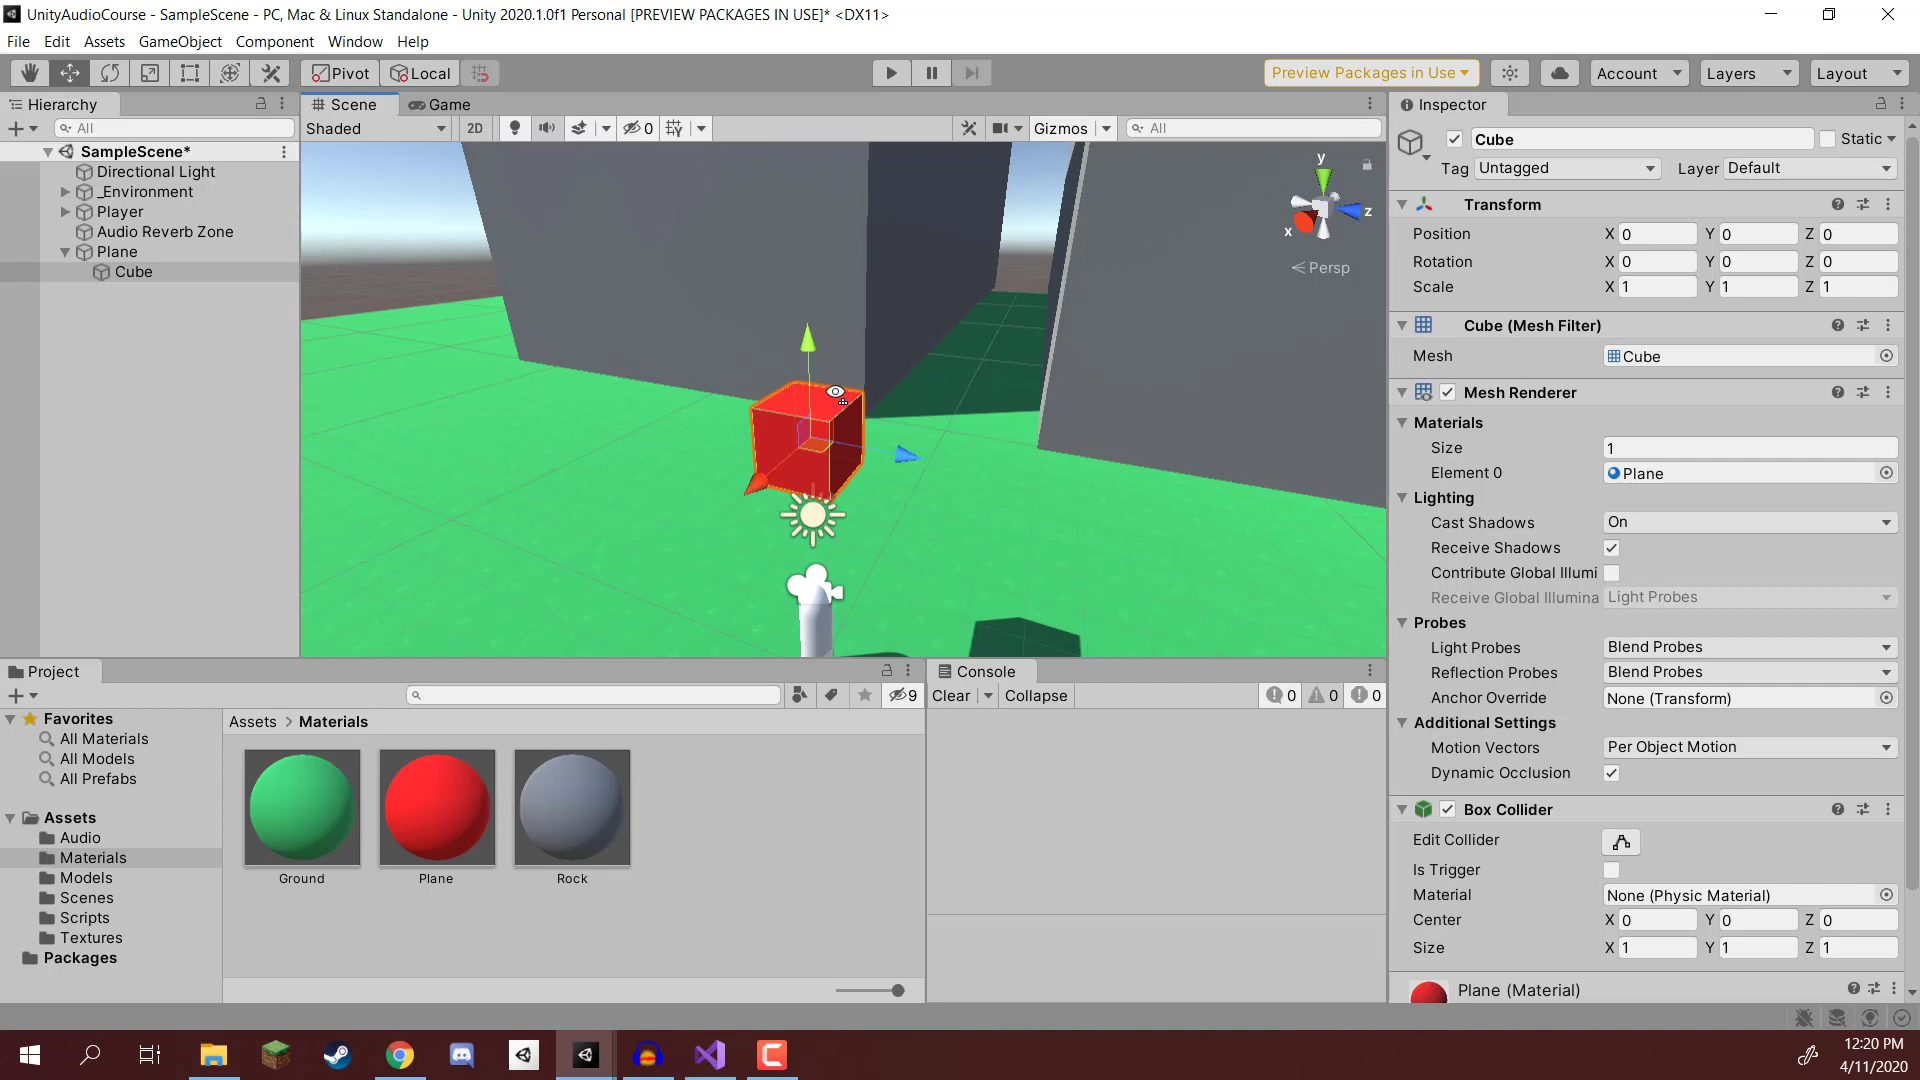 UnityAudioCourse - SampleScene - PC, Mac & Linux Standalone - Unity 2020.1.0f1 Personal [PREVIEW PACKAGES IN USE]* <DX11>
File Edit Assets GameObject Component Window Help
Pivot Local Preview Packages in Use Account Layers Layout
Hierarchy
All
SampleScene*
Directional Light
_Environment
Player
Audio Reverb Zone
Plane
Cube
Scene Game
Shaded 2D 0 Gizmos All
y
z
x
Persp
Inspector
Cube Static
Tag Untagged Layer Default
Transform
Position X 0 Y 0 Z 0
Rotation X 0 Y 0 Z 0
Scale X 1 Y 1 Z 1
Cube (Mesh Filter)
Mesh Cube
Mesh Renderer
Materials
Size 1
Element 0 Plane
Lighting
Cast Shadows On
Receive Shadows
Contribute Global Illumi
Receive Global Illumina Light Probes
Probes
Light Probes Blend Probes
Reflection Probes Blend Probes
Anchor Override None (Transform)
Additional Settings
Motion Vectors Per Object Motion
Dynamic Occlusion
Box Collider
Edit Collider
Is Trigger
Material None (Physic Material)
Center X 0 Y 0 Z 0
Size X 1 Y 1 Z 1
Plane (Material)
Project
9
Favorites
All Materials
All Models
All Prefabs
Assets
Audio
Materials
Models
Scenes
Scripts
Textures
Packages
Assets > Materials
Ground Plane Rock
Console
Clear Collapse 0 0 0
12:20 PM
4/11/2020